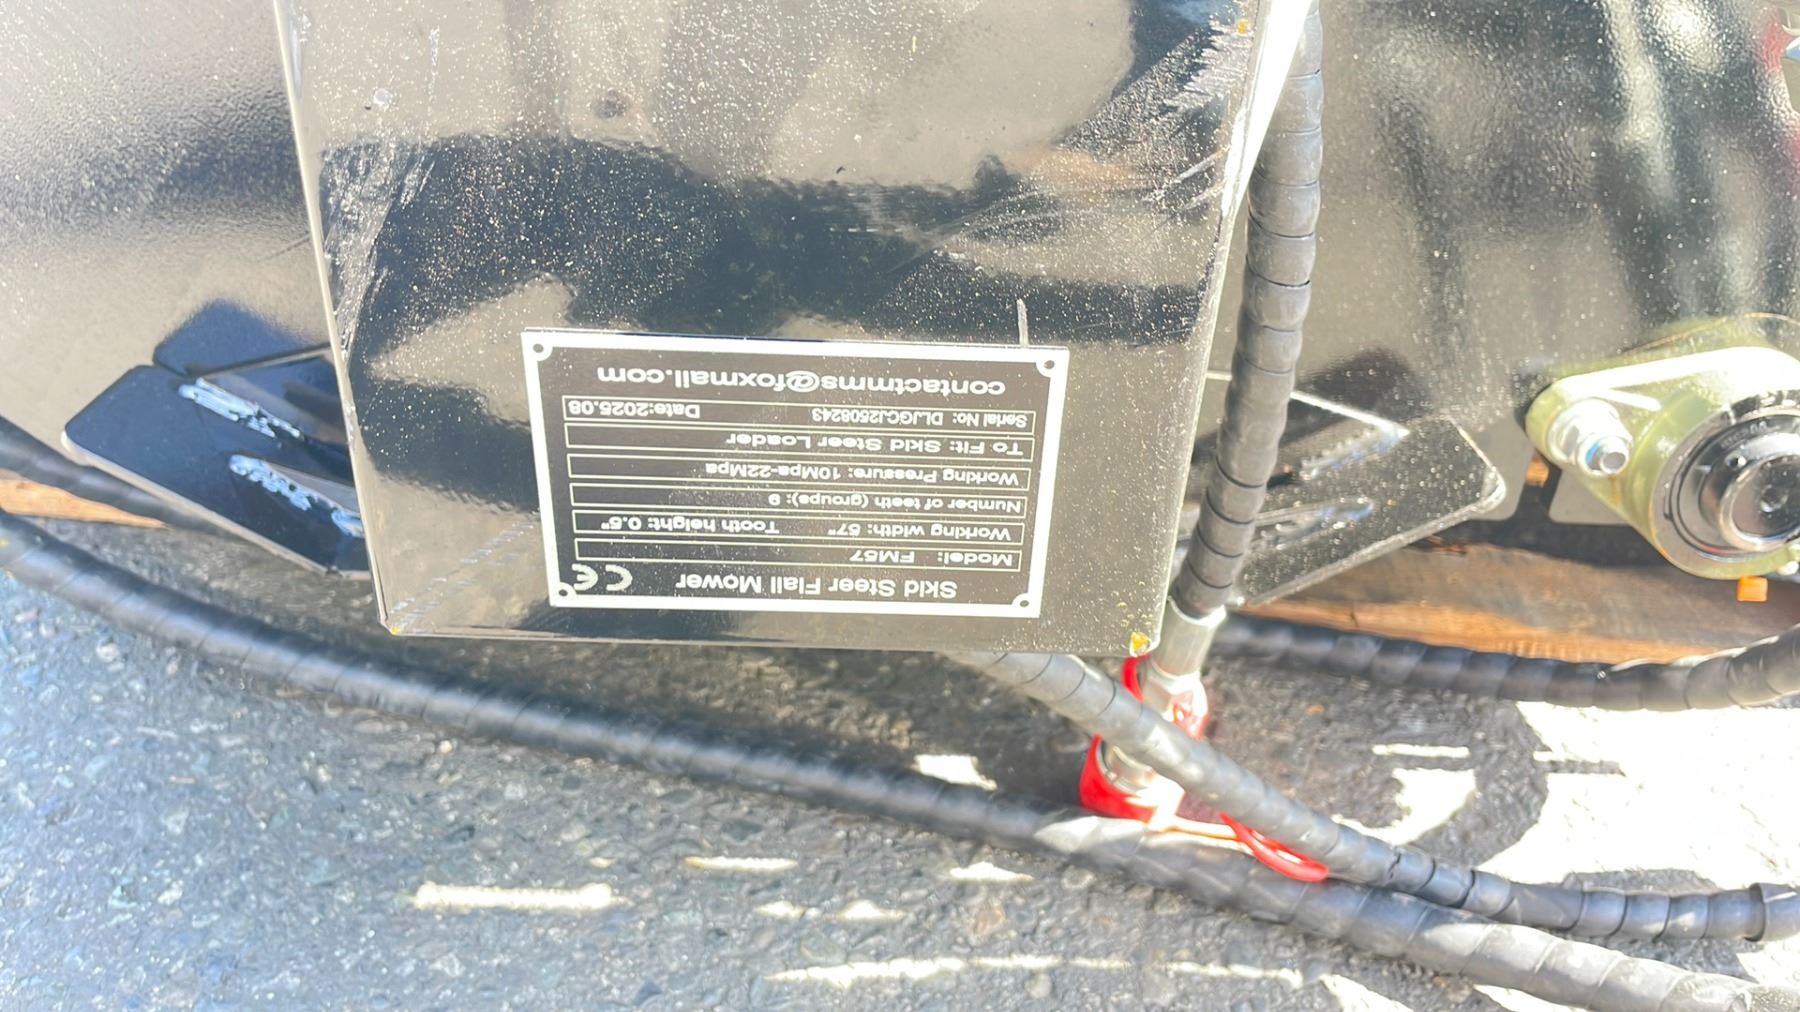 Skid Steer Flail Mower CE
Model: FM57
Working width: 57" Tooth height: 0.5"
Number of teeth (groups): 9
Working Pressure: 10Mpa-22Mpa
To Fit: Skid Steer Loader
Serial No: DLJGCJ2508243 Date:2025.08
contactmms@foxmail.com